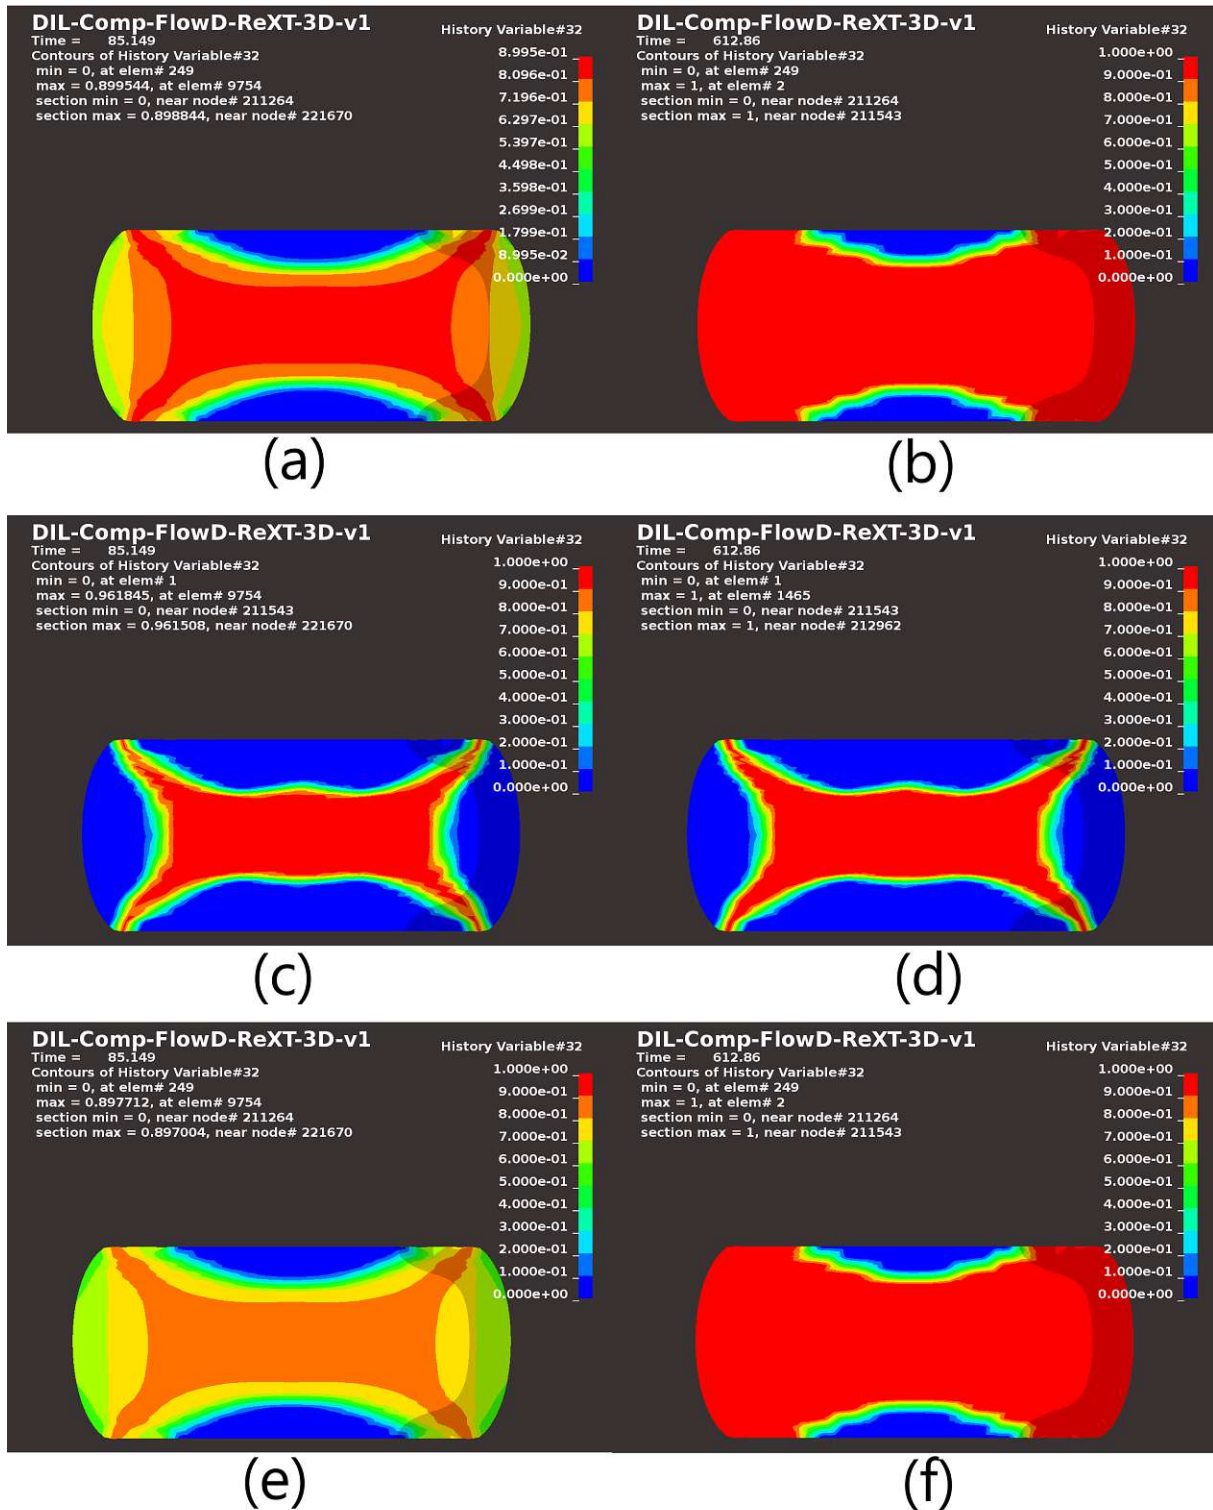 DIL-Comp-FlowD-ReXT-3D-v1
Time = 85.149
Contours of History Variable#32
min = 0, at elem# 249
max = 0.899544, at elem# 9754
section min = 0, near node# 211264
section max = 0.898844, near node# 221670
History Variable#32
8.995e-01
8.096e-01
7.196e-01
6.297e-01
5.397e-01
4.498e-01
3.598e-01
2.699e-01
1.799e-01
8.995e-02
0.000e+00
(a)
DIL-Comp-FlowD-ReXT-3D-v1
Time = 612.86
Contours of History Variable#32
min = 0, at elem# 249
max = 1, at elem# 2
section min = 0, near node# 211264
section max = 1, near node# 211543
History Variable#32
1.000e+00
9.000e-01
8.000e-01
7.000e-01
6.000e-01
5.000e-01
4.000e-01
3.000e-01
2.000e-01
1.000e-01
0.000e+00
(b)
DIL-Comp-FlowD-ReXT-3D-v1
Time = 85.149
Contours of History Variable#32
min = 0, at elem# 1
max = 0.961845, at elem# 9754
section min = 0, near node# 211543
section max = 0.961508, near node# 221670
History Variable#32
1.000e+00
9.000e-01
8.000e-01
7.000e-01
6.000e-01
5.000e-01
4.000e-01
3.000e-01
2.000e-01
1.000e-01
0.000e+00
(c)
DIL-Comp-FlowD-ReXT-3D-v1
Time = 612.86
Contours of History Variable#32
min = 0, at elem# 1
max = 1, at elem# 1465
section min = 0, near node# 211543
section max = 1, near node# 212962
History Variable#32
1.000e+00
9.000e-01
8.000e-01
7.000e-01
6.000e-01
5.000e-01
4.000e-01
3.000e-01
2.000e-01
1.000e-01
0.000e+00
(d)
DIL-Comp-FlowD-ReXT-3D-v1
Time = 85.149
Contours of History Variable#32
min = 0, at elem# 249
max = 0.897712, at elem# 9754
section min = 0, near node# 211264
section max = 0.897004, near node# 221670
History Variable#32
1.000e+00
9.000e-01
8.000e-01
7.000e-01
6.000e-01
5.000e-01
4.000e-01
3.000e-01
2.000e-01
1.000e-01
0.000e+00
(e)
DIL-Comp-FlowD-ReXT-3D-v1
Time = 612.86
Contours of History Variable#32
min = 0, at elem# 249
max = 1, at elem# 2
section min = 0, near node# 211264
section max = 1, near node# 211543
History Variable#32
1.000e+00
9.000e-01
8.000e-01
7.000e-01
6.000e-01
5.000e-01
4.000e-01
3.000e-01
2.000e-01
1.000e-01
0.000e+00
(f)